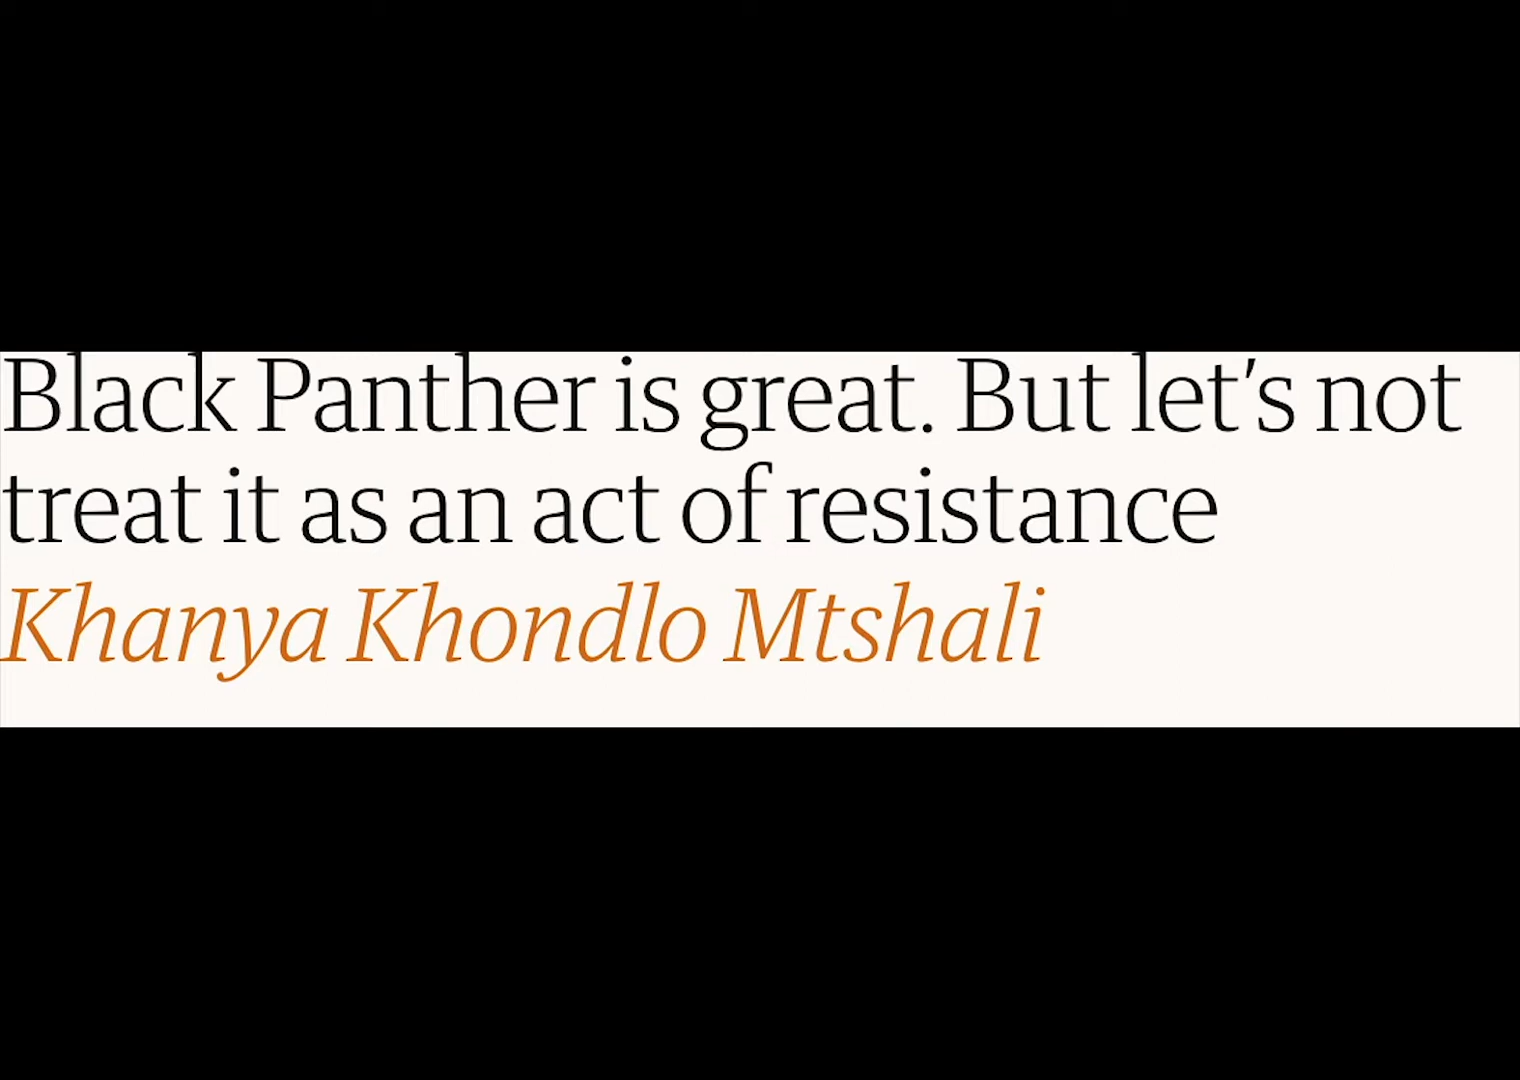 Black Panther is great. But let's not
treat it as an act of resistance
Khanya Khondlo Mtshali